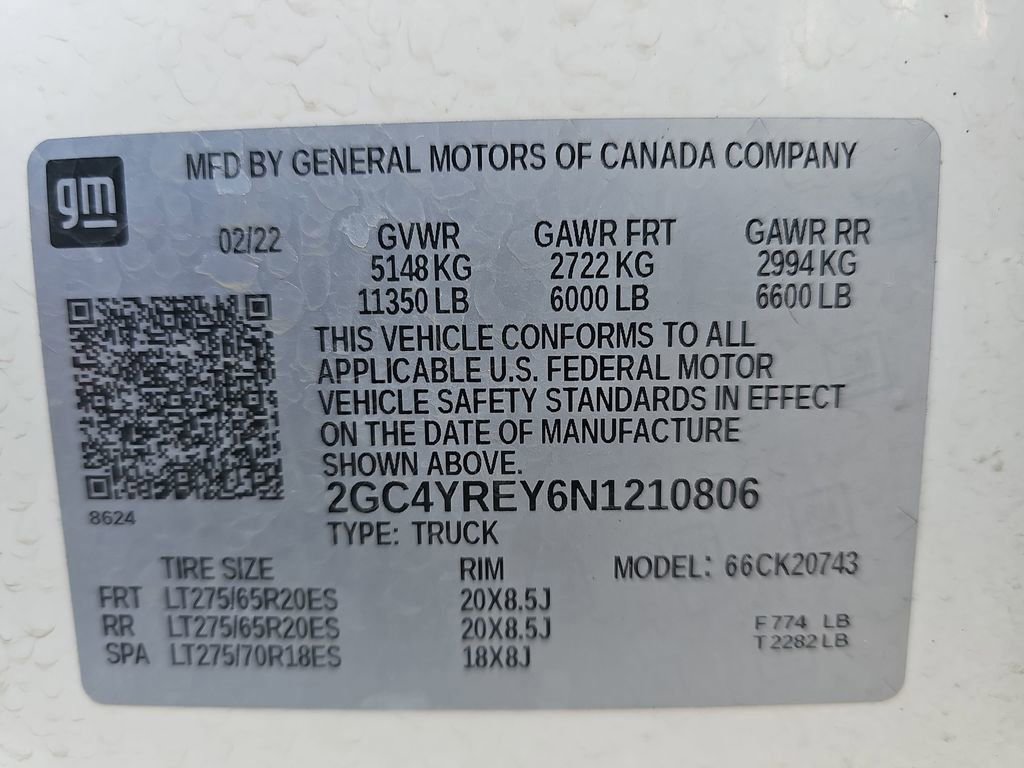 gm
MFD BY GENERAL MOTORS OF CANADA COMPANY
02/22 GVWR GAWR FRT GAWR RR
5148 KG 2722 KG 2994 KG
11350 LB 6000 LB 6600 LB
THIS VEHICLE CONFORMS TO ALL
APPLICABLE U.S. FEDERAL MOTOR
VEHICLE SAFETY STANDARDS IN EFFECT
ON THE DATE OF MANUFACTURE
SHOWN ABOVE.
2GC4YREY6N1210806
8624
TYPE: TRUCK
TIRE SIZE RIM MODEL: 66CK20743
FRT LT275/65R20ES 20X8.5J
RR LT275/65R20ES 20X8.5J F 774 LB
SPA LT275/70R18ES 18X8J T 2282 LB